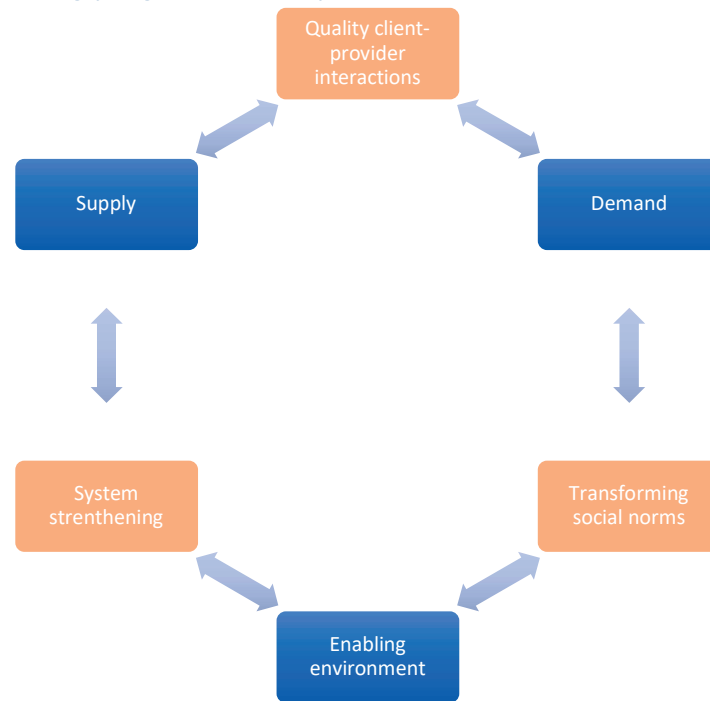 Quality client-
provider
interactions
Supply
Demand
System
strenthening
Transforming
social norms
Enabling
environment